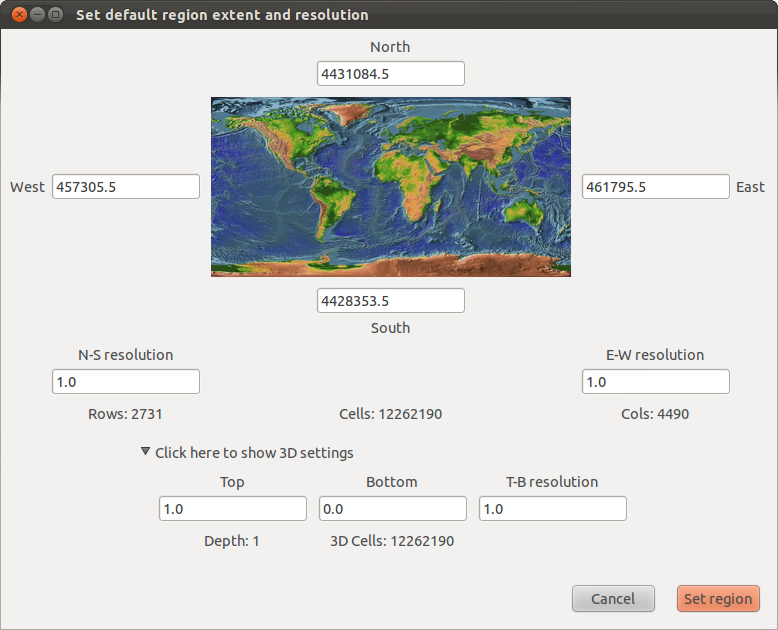 Set default region extent and resolution
North
4431084.5
West 457305.5 461795.5 East
4428353.5
South
N-S resolution E-W resolution
1.0 1.0
Rows: 2731 Cells: 12262190 Cols: 4490
Click here to show 3D settings
Top Bottom T-B resolution
1.0 0.0 1.0
Depth: 1 3D Cells: 12262190
Cancel Set region